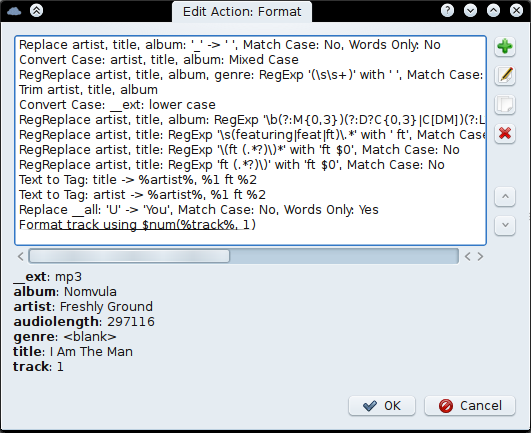 Edit Action: Format
Replace artist, title, album: '_' -> ' ', Match Case: No, Words Only: No
Convert Case: artist, title, album: Mixed Case
RegReplace artist, title, album, genre: RegExp '(\s\s+)' with ' ', Match Case:
Trim artist, title, album
Convert Case: __ext: lower case
RegReplace artist, title, album: RegExp '\b(?:M{0,3})(?:D?C{0,3}|C[DM])(?:L
RegReplace artist, title: RegExp '\s(featuring|feat|ft)\.*' with ' ft', Match Case
RegReplace artist, title: RegExp '\(ft (.*?)\)*' with 'ft $0', Match Case: No
RegReplace artist, title: RegExp 'ft (.*?)\)' with 'ft $0', Match Case: No
Text to Tag: title -> %artist%, %1 ft %2
Text to Tag: artist -> %artist%, %1 ft %2
Replace __all: 'U' -> 'You', Match Case: No, Words Only: Yes
Format track using $num(%track%, 1)
__ext: mp3
album: Nomvula
artist: Freshly Ground
audiolength: 297116
genre: <blank>
title: I Am The Man
track: 1
OK Cancel